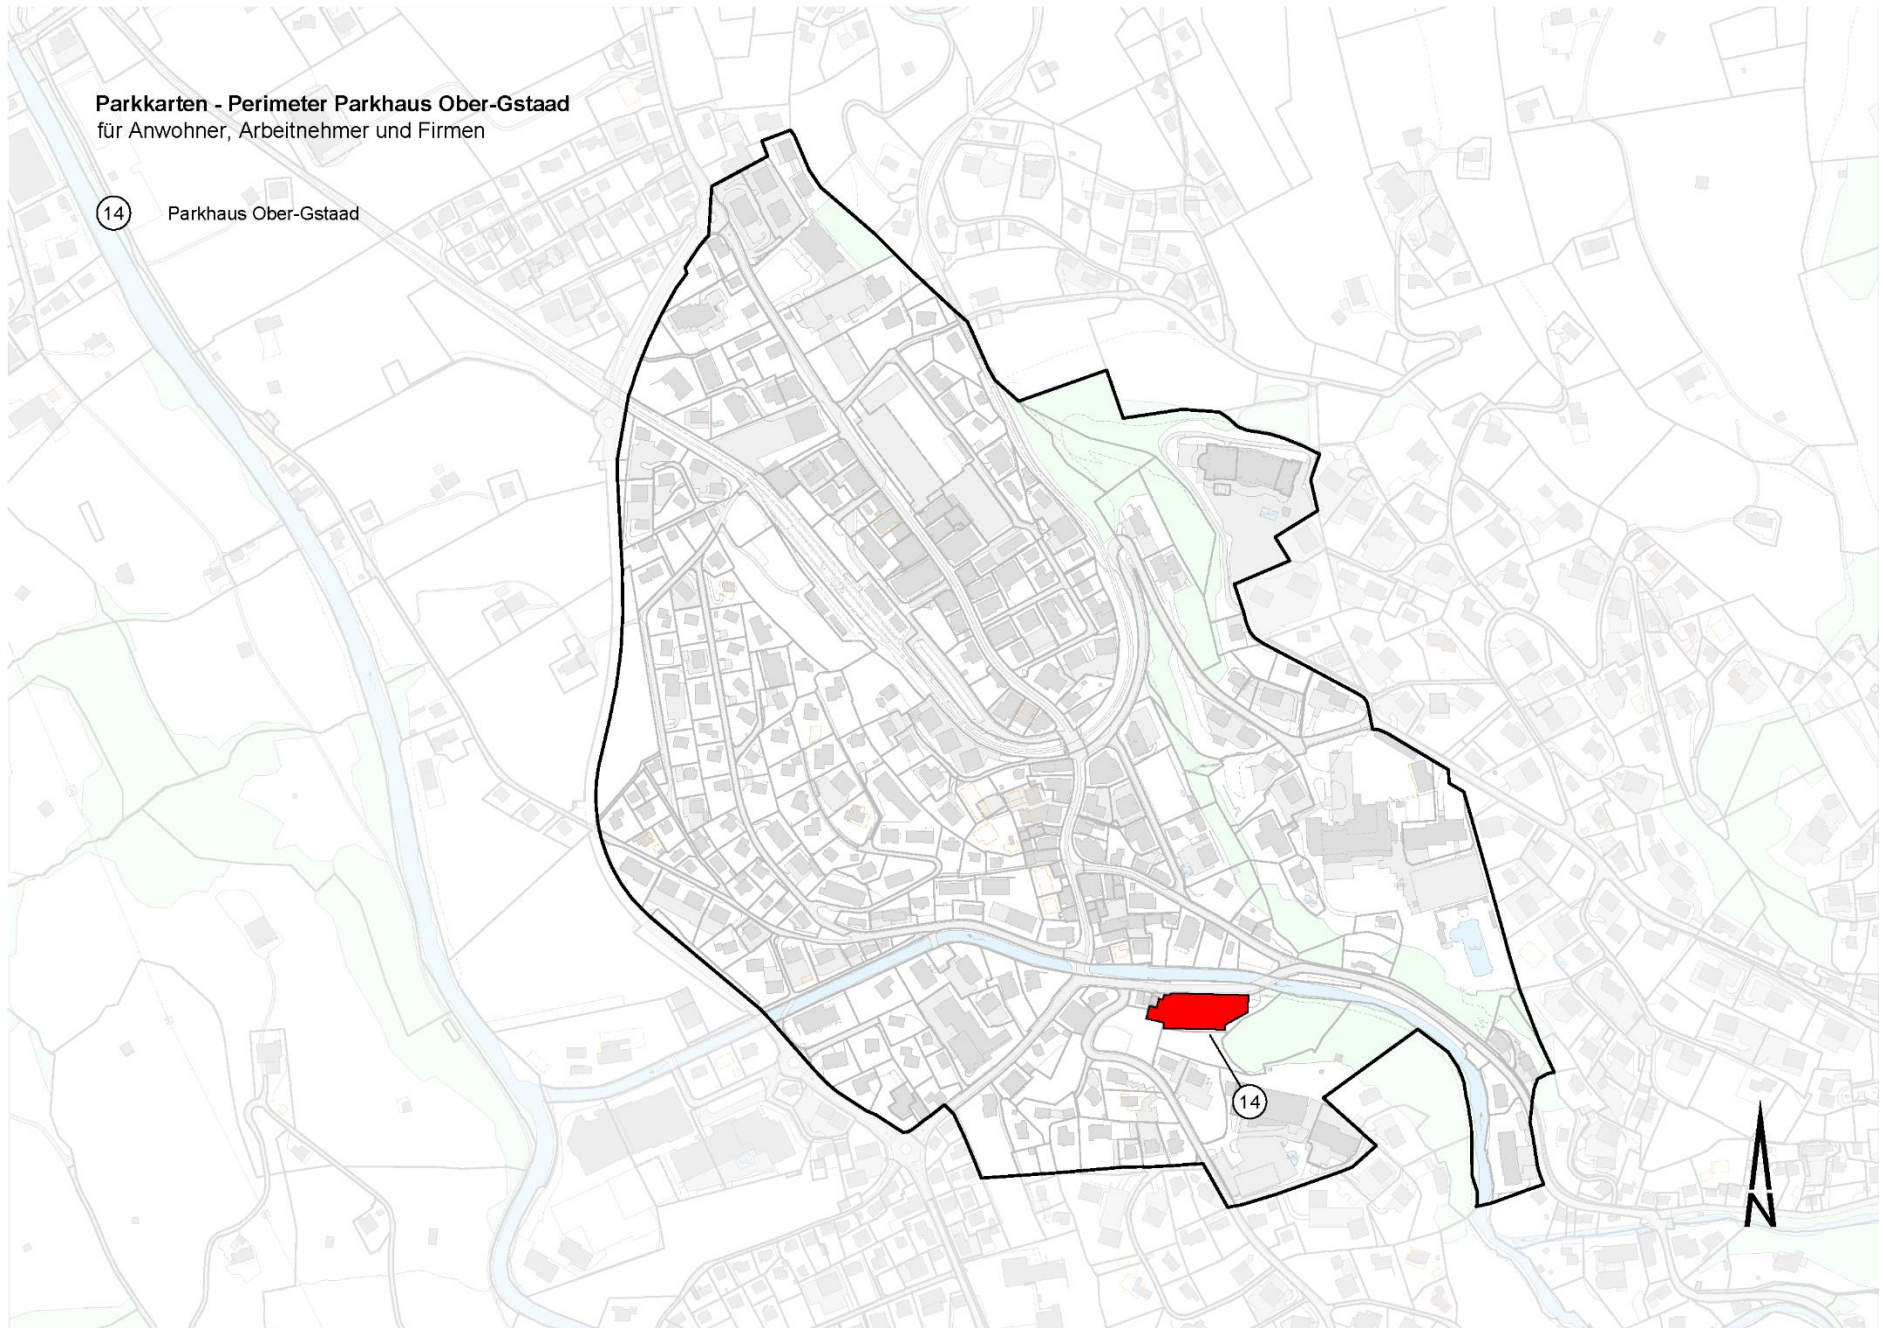 Parkkarten - Perimeter Parkhaus Ober-Gstaad
für Anwohner, Arbeitnehmer und Firmen
14 Parkhaus Ober-Gstaad
14
N